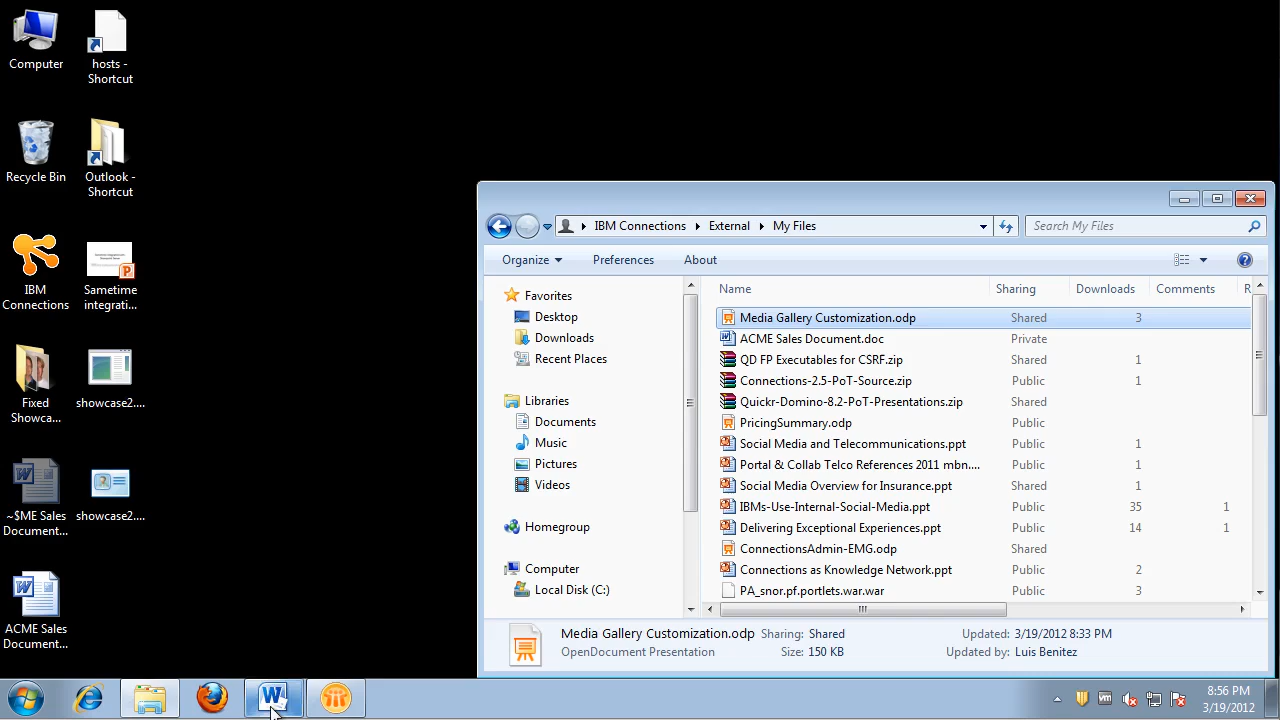 Computer
hosts -
Shortcut
Recycle Bin
Outlook -
Shortcut
IBM
Connections
Sametime
integrati...
Fixed
Showca...
showcase2....
~$ME Sales
Document...
showcase2....
ACME Sales
Document...
IBM Connections
External
My Files
Search My Files
Organize
Preferences
About
Favorites
Desktop
Downloads
Recent Places
Libraries
Documents
Music
Pictures
Videos
Homegroup
Computer
Local Disk (C:)
Name Sharing Downloads Comments R
Media Gallery Customization.odp Shared 3
ACME Sales Document.doc Private
QD FP Executables for CSRF.zip Shared 1
Connections-2.5-PoT-Source.zip Public 1
Quickr-Domino-8.2-PoT-Presentations.zip Shared
PricingSummary.odp Public
Social Media and Telecommunications.ppt Public 1
Portal & Conn Telco References 2011 mbn.... Public 1
Social Media Overview for Insurance.ppt Public 1
IBMs-Use-Internal-Social-Media.ppt Public 35 1
Delivering Exceptional Experiences.ppt Public 14 1
ConnectionsAdmin-EMG.odp Shared
Connections as Knowledge Network.ppt Public 2
PA_snor.pf.portlets.war.war Public 3
Media Gallery Customization.odp Sharing: Shared Updated: 3/19/2012 8:33 PM
OpenDocument Presentation Size: 150 KB Updated by: Luis Benitez
8:56 PM
3/19/2012